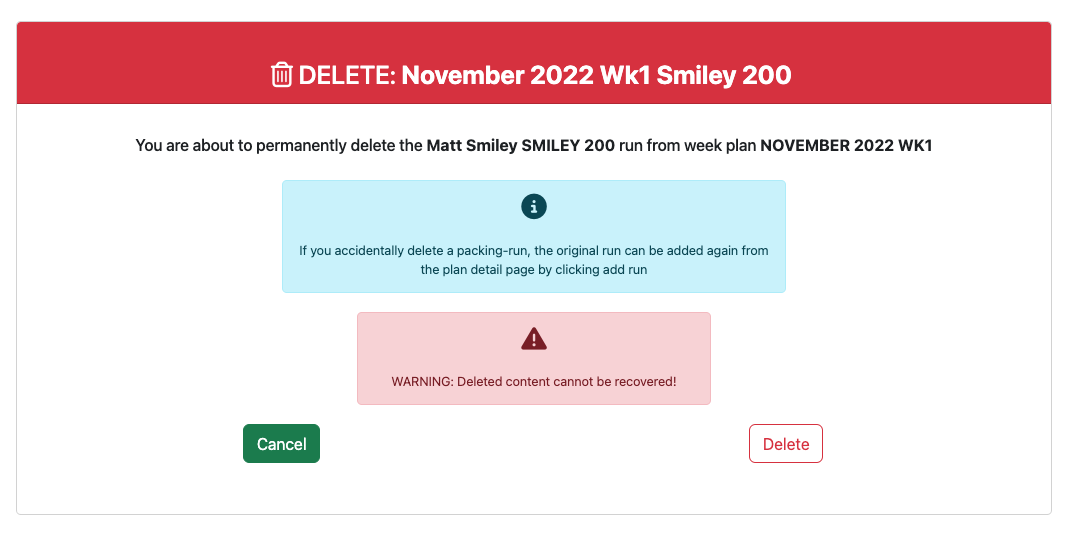 DELETE: November 2022 Wk1 Smiley 200
You are about to permanently delete the Matt Smiley SMILEY 200 run from week plan NOVEMBER 2022 WK1
If you accidentally delete a packing-run, the original run can be added again from
the plan detail page by clicking add run
WARNING: Deleted content cannot be recovered!
Cancel
Delete